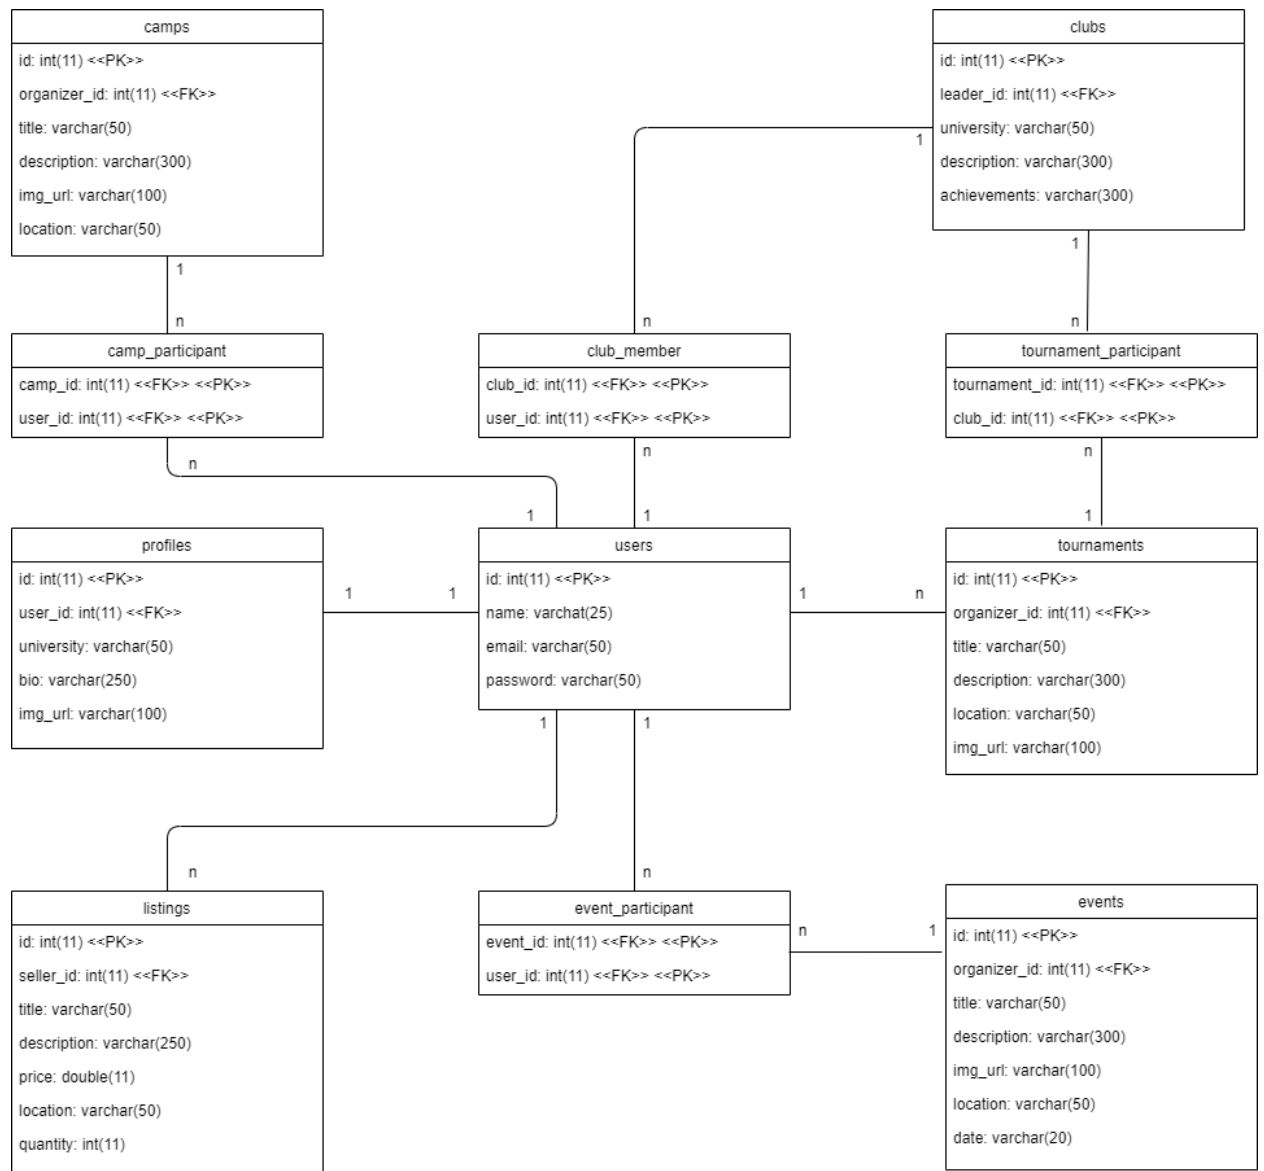 camps
id: int(11) <<PK>>
organizer_id: int(11) <<FK>>
title: varchar(50)
description: varchar(300)
img_url: varchar(100)
location: varchar(50)
clubs
id: int(11) <<PK>>
leader_id: int(11) <<FK>>
university: varchar(50)
description: varchar(300)
achievements: varchar(300)
1
1
1
n
n
n
camp_participant
camp_id: int(11) <<FK>> <<PK>>
user_id: int(11) <<FK>> <<PK>>
club_member
club_id: int(11) <<FK>> <<PK>>
user_id: int(11) <<FK>> <<PK>>
tournament_participant
tournament_id: int(11) <<FK>> <<PK>>
club_id: int(11) <<FK>> <<PK>>
n
n
n
1
1
1
profiles
id: int(11) <<PK>>
user_id: int(11) <<FK>>
university: varchar(50)
bio: varchar(250)
img_url: varchar(100)
1
1
users
id: int(11) <<PK>>
name: varchat(25)
email: varchar(50)
password: varchar(50)
1
n
tournaments
id: int(11) <<PK>>
organizer_id: int(11) <<FK>>
title: varchar(50)
description: varchar(300)
location: varchar(50)
img_url: varchar(100)
1
1
n
n
listings
id: int(11) <<PK>>
seller_id: int(11) <<FK>>
title: varchar(50)
description: varchar(250)
price: double(11)
location: varchar(50)
quantity: int(11)
event_participant
event_id: int(11) <<FK>> <<PK>>
user_id: int(11) <<FK>> <<PK>>
n
1
events
id: int(11) <<PK>>
organizer_id: int(11) <<FK>>
title: varchar(50)
description: varchar(300)
img_url: varchar(100)
location: varchar(50)
date: varchar(20)